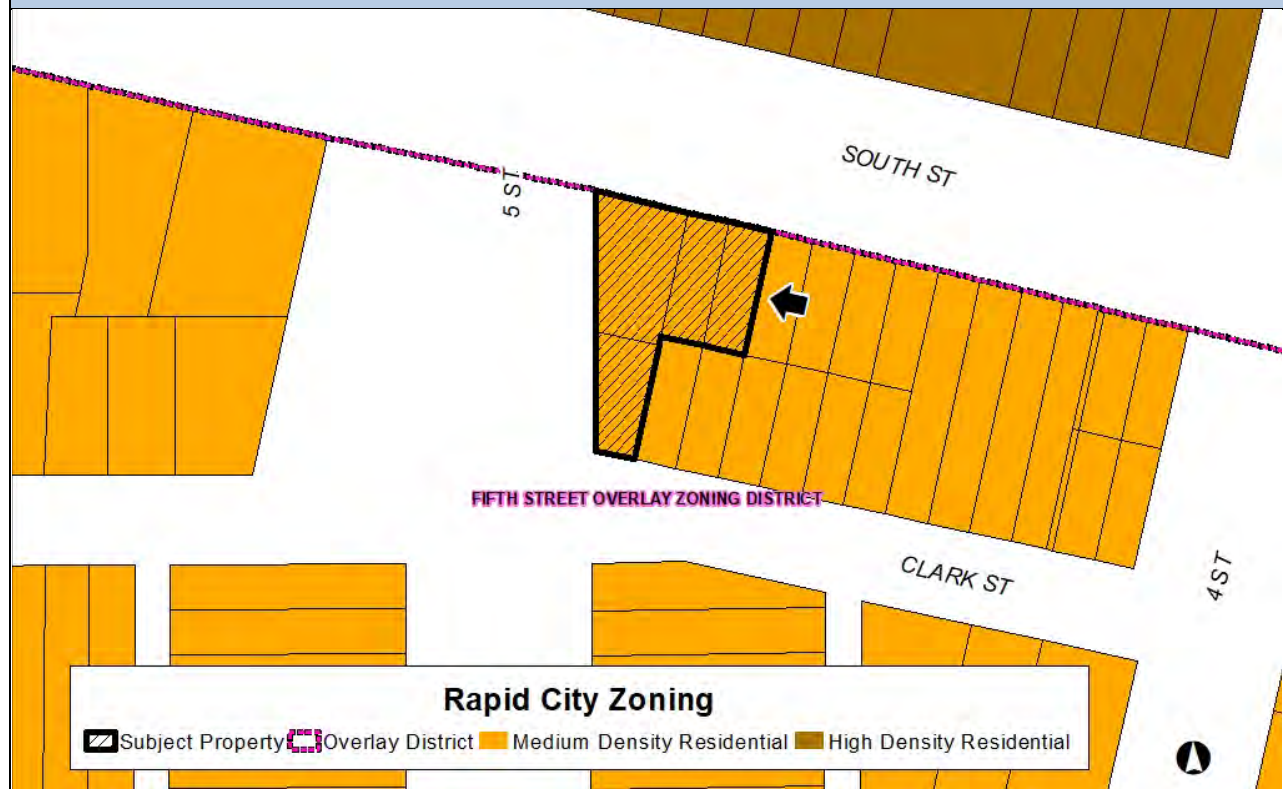 SOUTH ST
5 ST
FIFTH STREET OVERLAY ZONING DISTRICT
CLARK ST
4 ST
Rapid City Zoning
Subject Property Overlay District Medium Density Residential High Density Residential